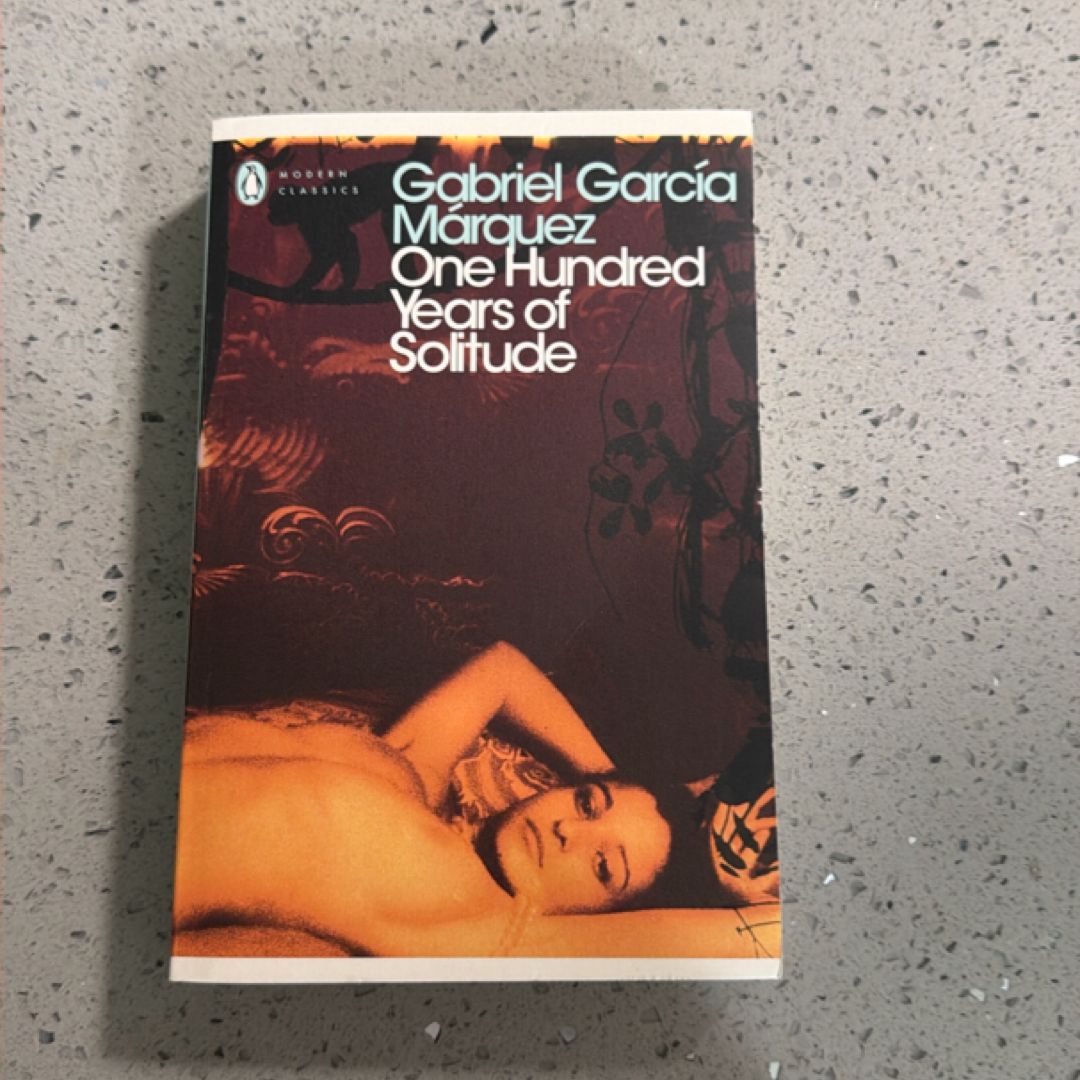 MODERN
CLASSICS
Gabriel García
Márquez
One Hundred
Years of
Solitude